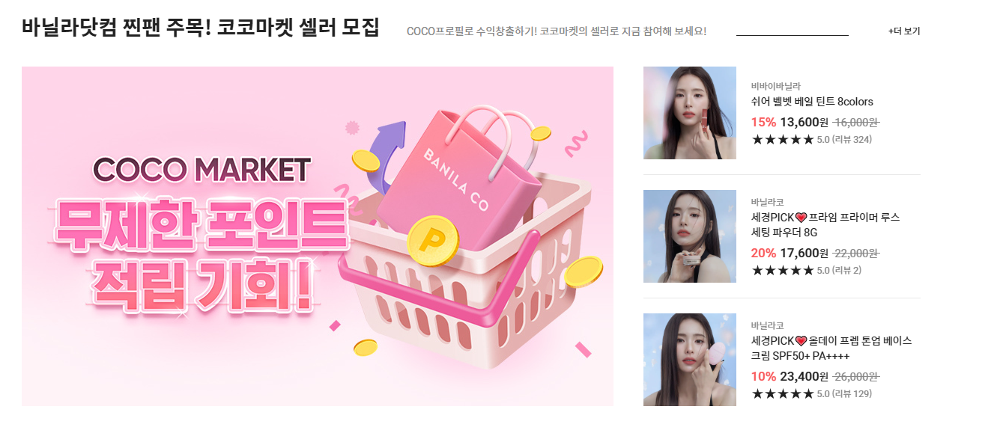 바닐라닷컴 찐팬 주목! 코코마켓 셀러 모집
COCO프로필로 수익창출하기! 코코마켓의 셀러로 지금 참여해 보세요!
+더 보기
COCO MARKET
무제한 포인트
적립 기회!
BANILA CO
P
비바이바닐라
쉬어 벨벳 베일 틴트 8colors
15% 13,600원 16,000원
★★★★★ 5.0 (리뷰 324)
바닐라코
세경PICK💗프라임 프라이머 루스
세팅 파우더 8G
20% 17,600원 22,000원
★★★★★ 5.0 (리뷰 2)
바닐라코
세경PICK💗올데이 프렙 톤업 베이스
크림 SPF50+ PA++++
10% 23,400원 26,000원
★★★★★ 5.0 (리뷰 129)